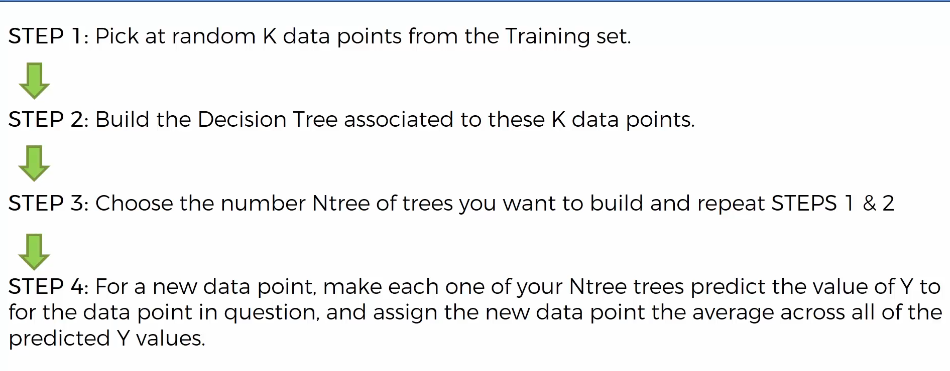 STEP 1: Pick at random K data points from the Training set.
STEP 2: Build the Decision Tree associated to these K data points.
STEP 3: Choose the number Ntree of trees you want to build and repeat STEPS 1 & 2
STEP 4: For a new data point, make each one of your Ntree trees predict the value of Y to
for the data point in question, and assign the new data point the average across all of the
predicted Y values.